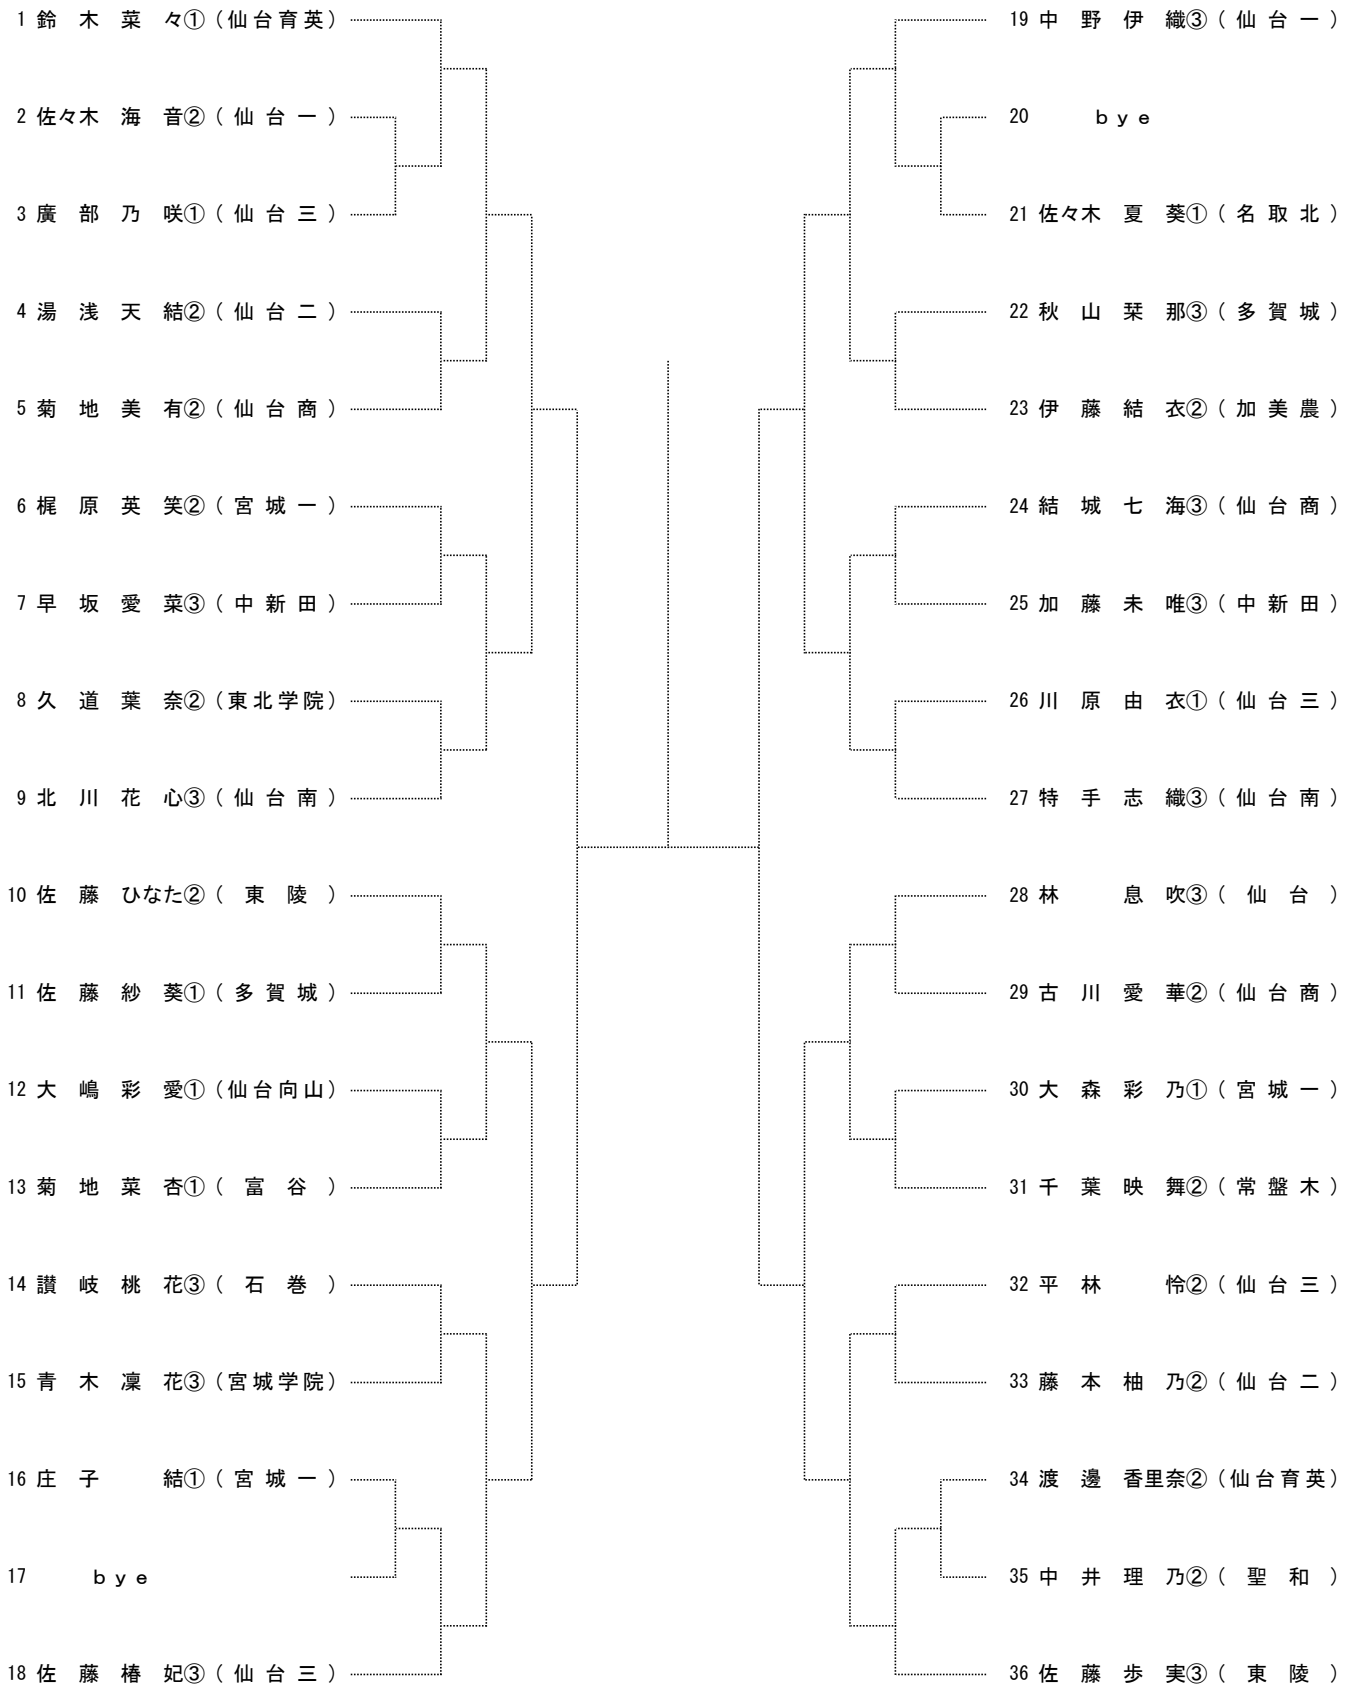 1 鈴木菜々①（仙台育英）
2 佐々木海音②（仙台一）
3 廣部乃咲①（仙台三）
4 湯浅天結②（仙台二）
5 菊地美有②（仙台商）
6 梶原英笑②（宮城一）
7 早坂愛菜③（中新田）
8 久道葉奈②（東北学院）
9 北川花心③（仙台南）
10 佐藤ひなた②（東陵）
11 佐藤紗葵①（多賀城）
12 大嶋彩愛①（仙台向山）
13 菊地菜杏①（富谷）
14 讃岐桃花③（石巻）
15 青木凜花③（宮城学院）
16 庄子結①（宮城一）
17 ｂｙｅ
18 佐藤椿妃③（仙台三）
19 中野伊織③（仙台一）
20 ｂｙｅ
21 佐々木夏葵①（名取北）
22 秋山栞那③（多賀城）
23 伊藤結衣②（加美農）
24 結城七海③（仙台商）
25 加藤未唯③（中新田）
26 川原由衣①（仙台三）
27 特手志織③（仙台南）
28 林息吹③（仙台）
29 古川愛華②（仙台商）
30 大森彩乃①（宮城一）
31 千葉映舞②（常盤木）
32 平林怜②（仙台三）
33 藤本柚乃②（仙台二）
34 渡邊香里奈②（仙台育英）
35 中井理乃②（聖和）
36 佐藤歩実③（東陵）